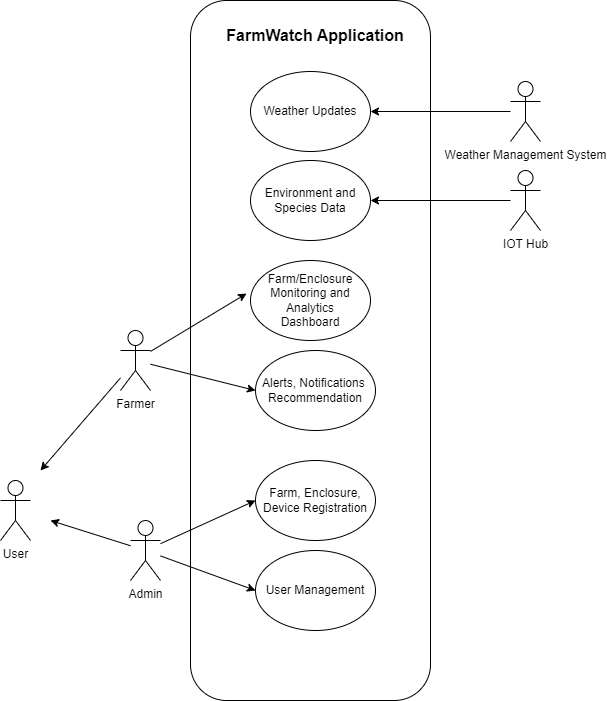 FarmWatch Application
Weather Updates
Weather Management System
Environment and
Species Data
IOT Hub
Farm/Enclosure
Monitoring and
Analytics
Dashboard
Farmer
Alerts, Notifications
Recommendation
User
Farm, Enclosure,
Device Registration
Admin
User Management